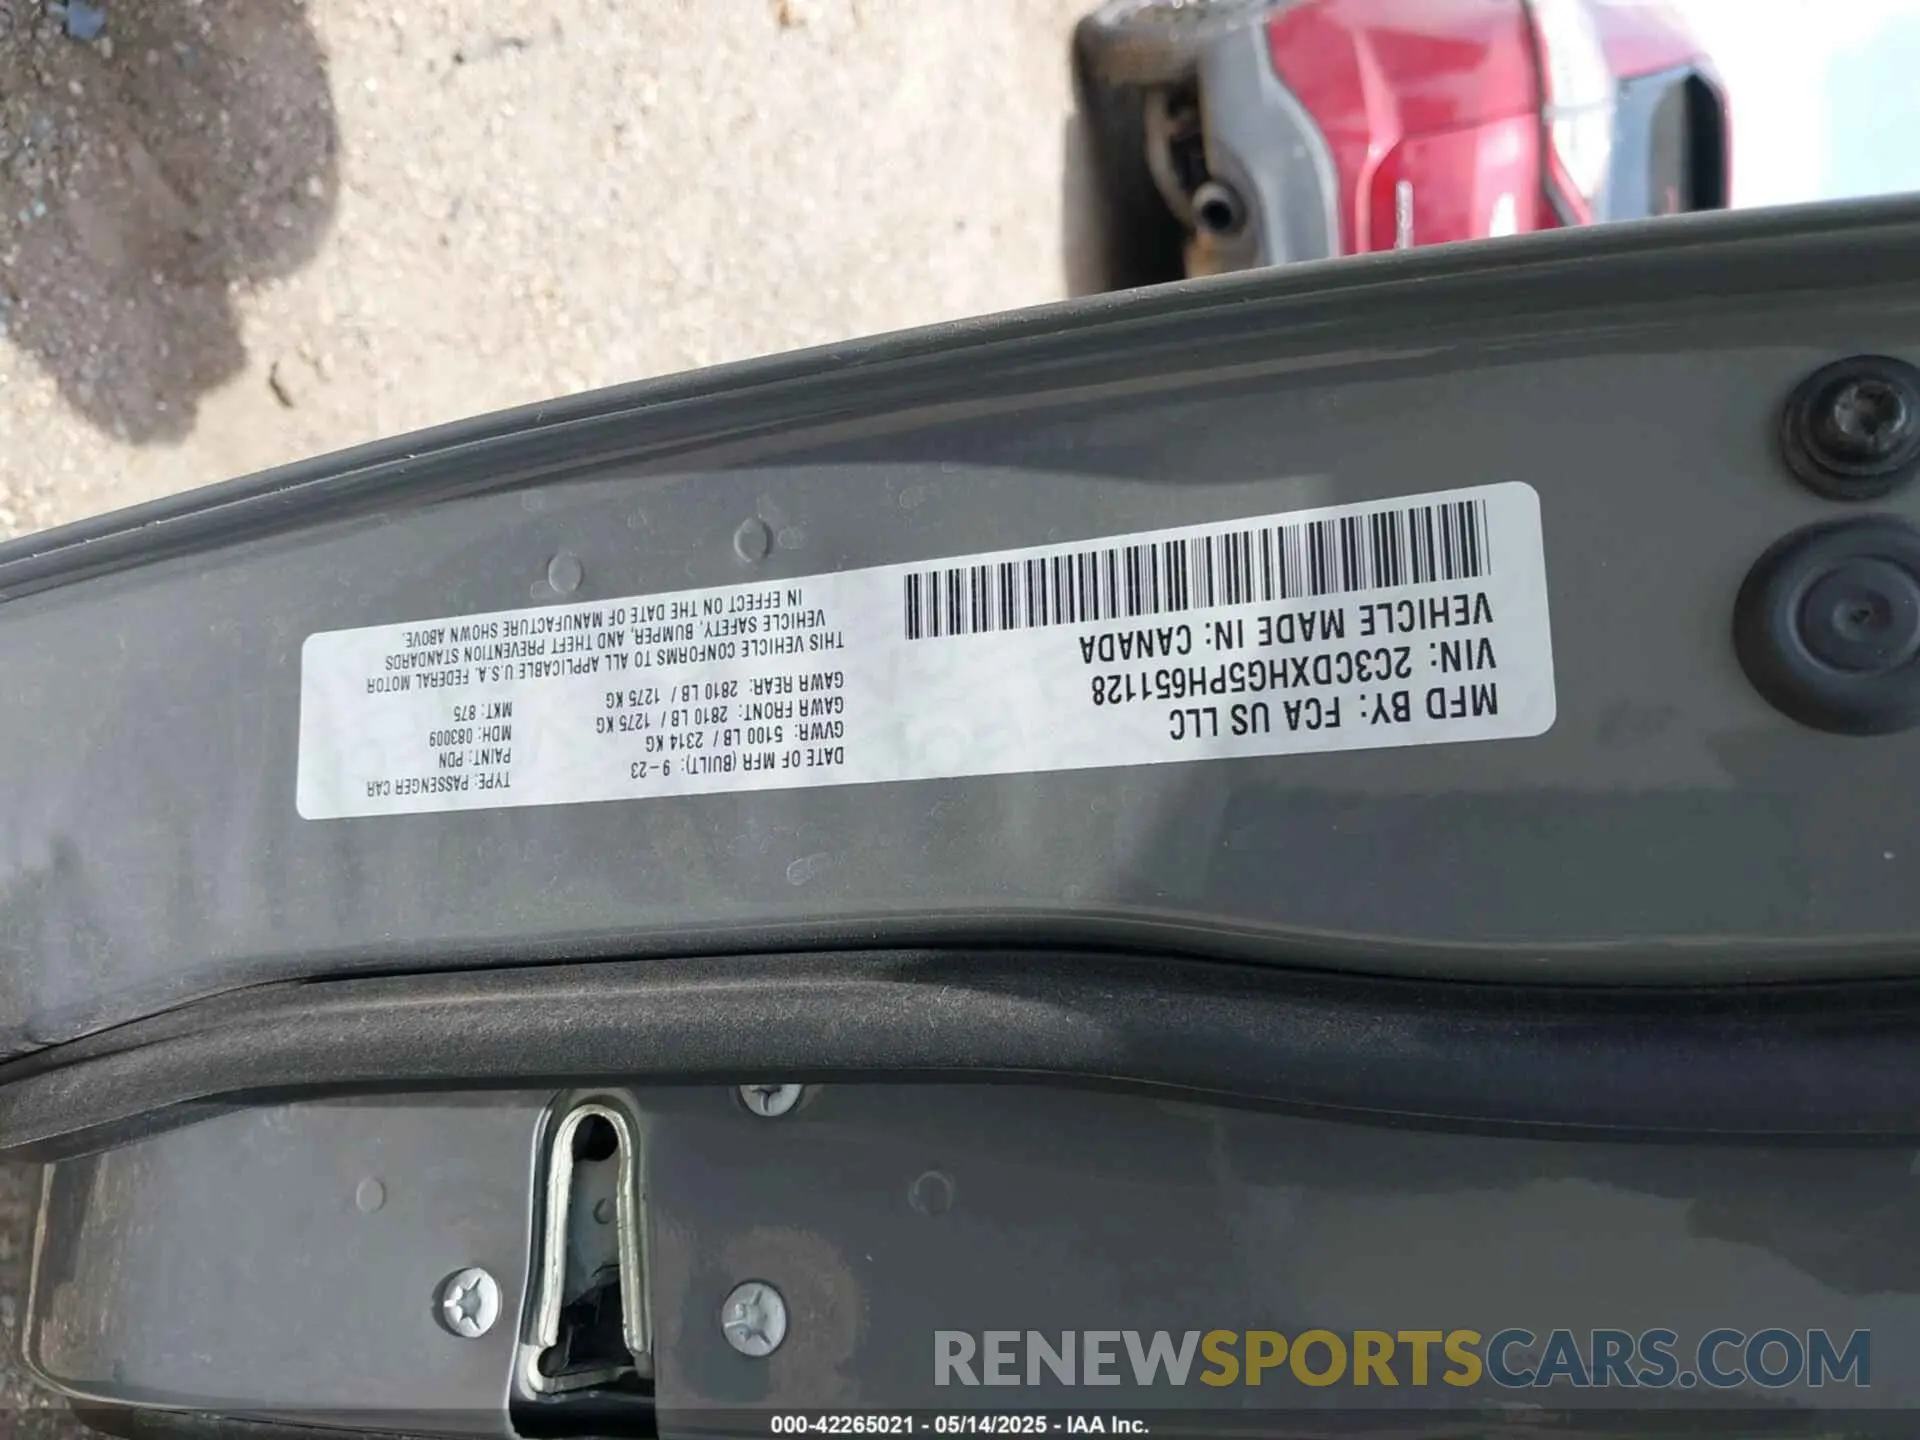 MFD BY: FCA US LLC
VIN: 2C3CDXHG5PH651128
VEHICLE MADE IN: CANADA
DATE OF MFR (BUILT): 9-23
GVWR: 5100 LB / 2314 KG
GAWR FRONT: 2810 LB / 1275 KG
GAWR REAR: 2810 LB / 1275 KG
TYPE: PASSENGER CAR
PAINT: PDN
MDH: 083009
MKT: 875
THIS VEHICLE CONFORMS TO ALL APPLICABLE U.S.A. FEDERAL MOTOR
VEHICLE SAFETY, BUMPER, AND THEFT PREVENTION STANDARDS
IN EFFECT ON THE DATE OF MANUFACTURE SHOWN ABOVE.
RENEWSPORTSCARS.COM
000-42265021 - 05/14/2025 - IAA Inc.